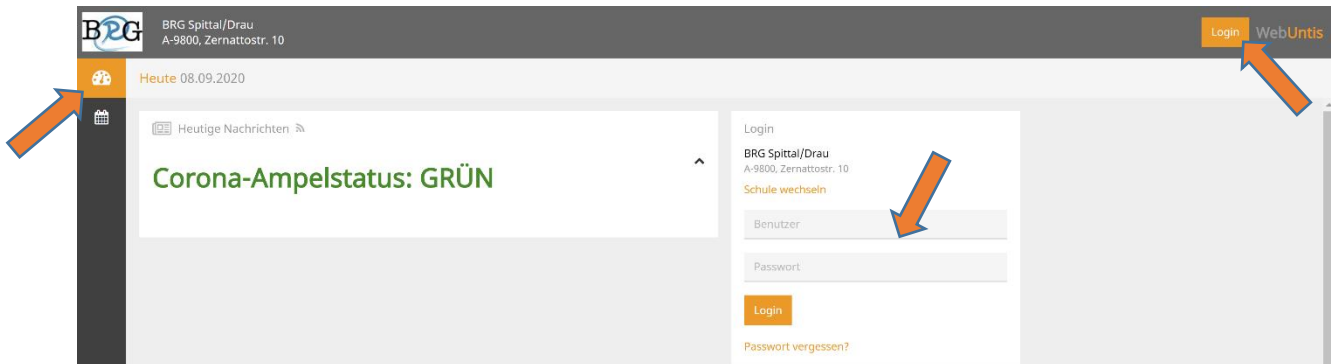 BRG
BRG Spittal/Drau
A-9800, Zernattostr. 10
Login
WebUntis
Heute 08.09.2020
Heutige Nachrichten
Corona-Ampelstatus: GRÜN
Login
BRG Spittal/Drau
A-9800, Zernattostr. 10
Schule wechseln
Benutzer
Passwort
Login
Passwort vergessen?